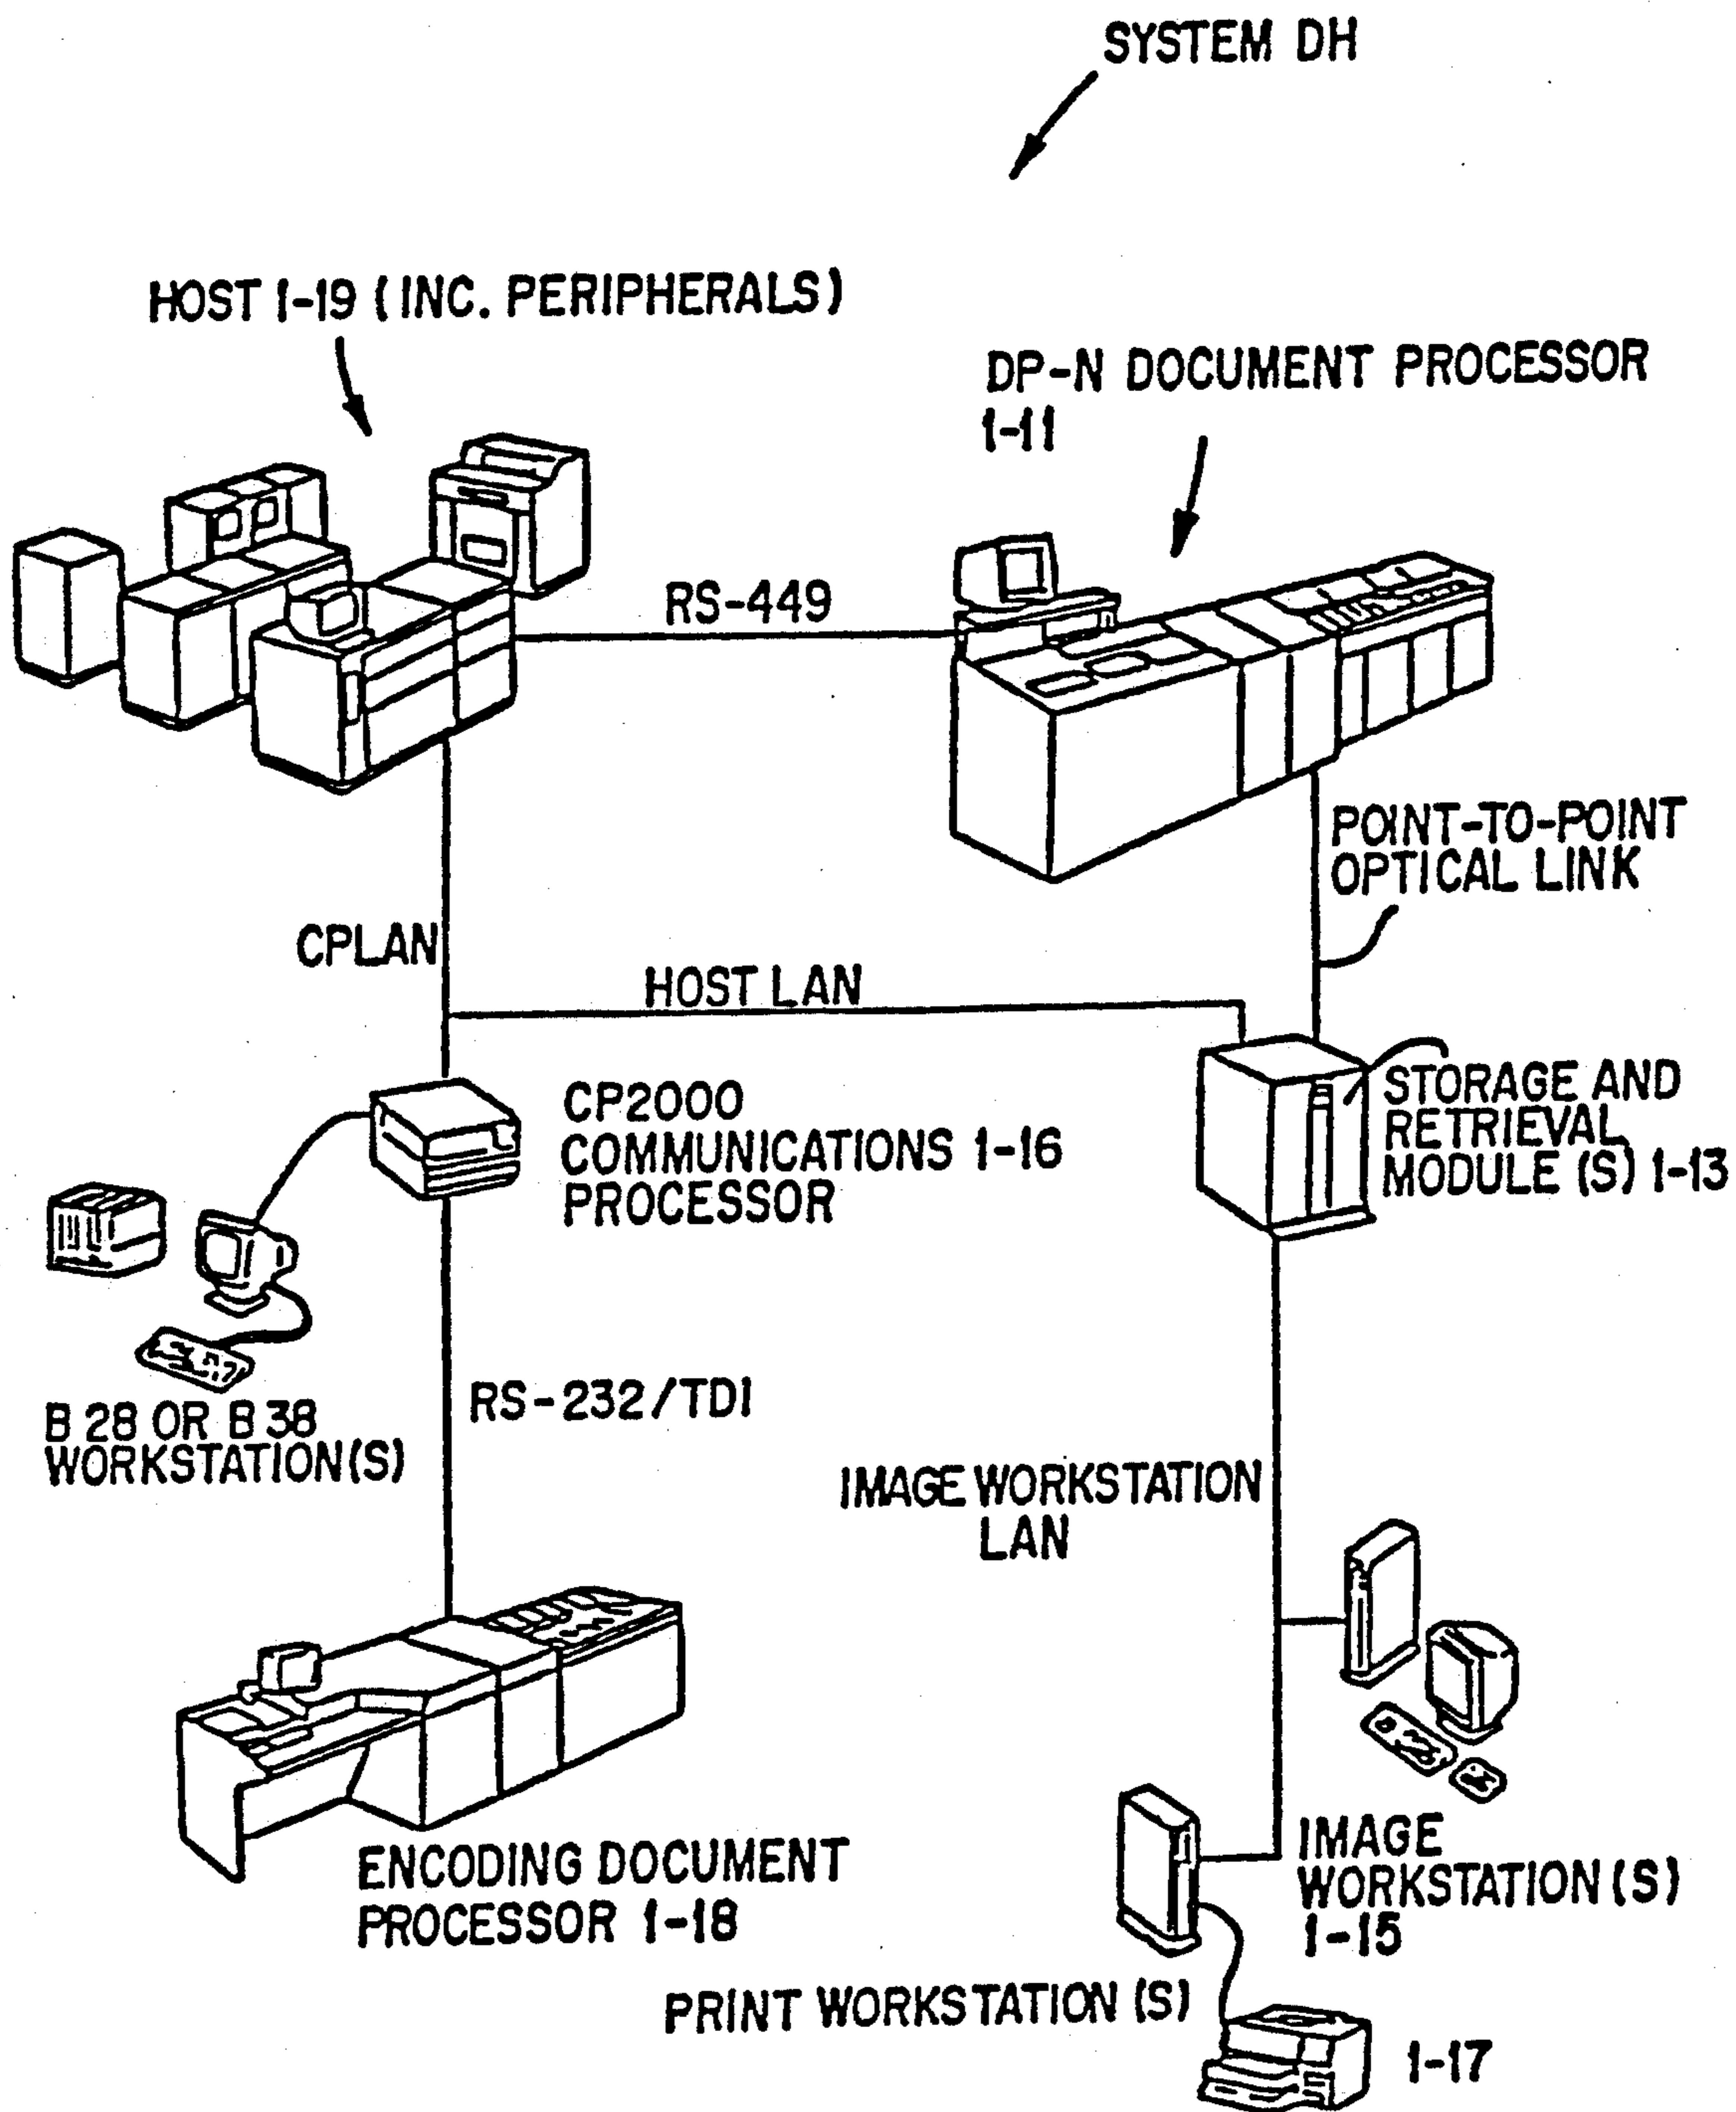 SYSTEM DH
HOST 1-19 (INC. PERIPHERALS)
DP-N DOCUMENT PROCESSOR
1-11
RS-449
POINT-TO-POINT
OPTICAL LINK
CPLAN
HOST LAN
CP2000
COMMUNICATIONS 1-16
PROCESSOR
STORAGE AND
RETRIEVAL
MODULE (S) 1-13
B 28 OR B 38
WORKSTATION(S)
RS-232/TDI
IMAGE WORKSTATION
LAN
ENCODING DOCUMENT
PROCESSOR 1-18
IMAGE
WORKSTATION(S)
1-15
PRINT WORKSTATION (S)
1-17